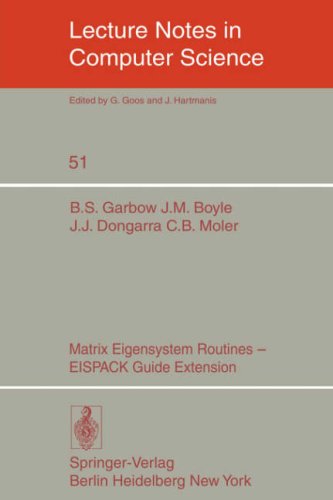 Lecture Notes in
Computer Science
Edited by G. Goos and J. Hartmanis
51
B.S. Garbow J.M. Boyle
J.J. Dongarra C.B. Moler
Matrix Eigensystem Routines –
EISPACK Guide Extension
Springer-Verlag
Berlin Heidelberg New York